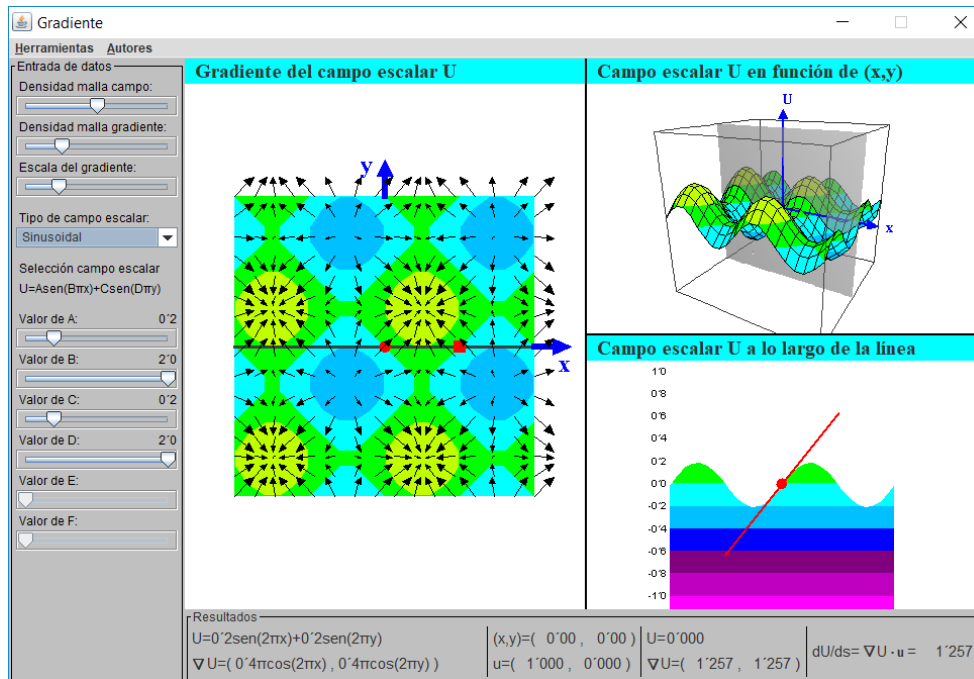 Gradiente
Herramientas Autores
Entrada de datos
Densidad malla campo:
Densidad malla gradiente:
Escala del gradiente:
Tipo de campo escalar:
Sinusoidal
Selección campo escalar
U=Asen(Bπx)+Csen(Dπy)
Valor de A: 0´2
Valor de B: 2´0
Valor de C: 0´2
Valor de D: 2´0
Valor de E:
Valor de F:
Gradiente del campo escalar U
y
x
Campo escalar U en función de (x,y)
U
x
Campo escalar U a lo largo de la línea
1´0
0´8
0´6
0´4
0´2
0´0
-0´2
-0´4
-0´6
-0´8
-1´0
Resultados
U=0´2sen(2πx)+0´2sen(2πy)
∇U=( 0´4πcos(2πx) , 0´4πcos(2πy) )
(x,y)=( 0´00 , 0´00 )
u=( 1´000 , 0´000 )
U=0´000
∇U=( 1´257 , 1´257 )
dU/ds= ∇U · u = 1´257